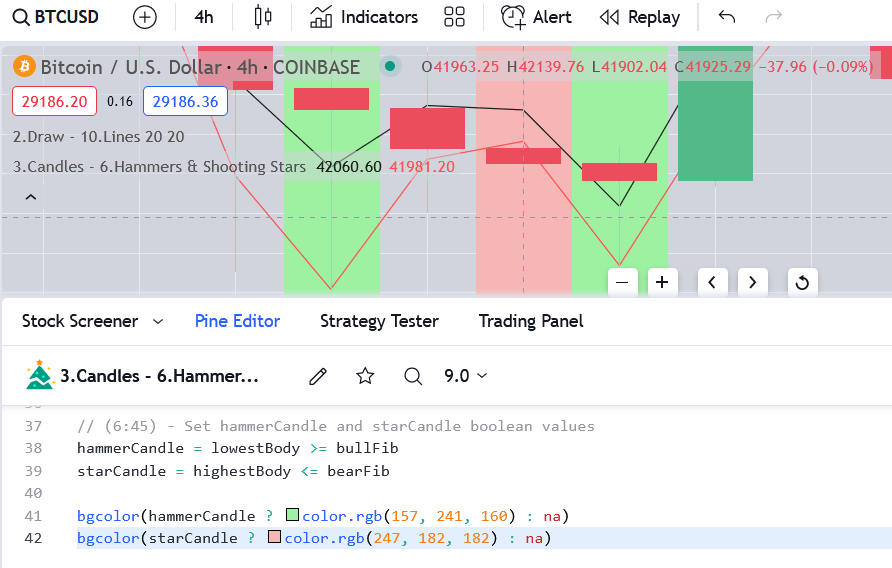 BTCUSD 4h Indicators Alert Replay
Bitcoin / U.S. Dollar · 4h · COINBASE O41963.25 H42139.76 L41902.04 C41925.29 −37.96 (−0.09%)
29186.20 0.16 29186.36
2.Draw - 10.Lines 20 20
3.Candles - 6.Hammers & Shooting Stars 42060.60 41981.20
Stock Screener Pine Editor Strategy Tester Trading Panel
3.Candles - 6.Hammer... 9.0
36
37 // (6:45) - Set hammerCandle and starCandle boolean values
38 hammerCandle = lowestBody >= bullFib
39 starCandle = highestBody <= bearFib
40
41 bgcolor(hammerCandle ? color.rgb(157, 241, 160) : na)
42 bgcolor(starCandle ? color.rgb(247, 182, 182) : na)